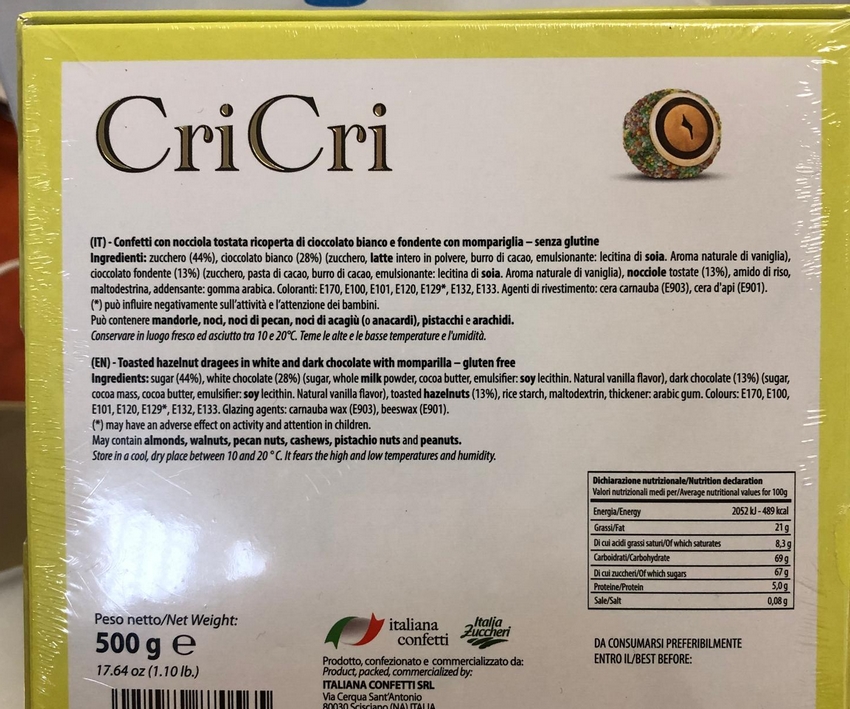 CriCri
(IT) - Confetti con nocciola tostata ricoperta di cioccolato bianco e fondente con mompariglia – senza glutine
Ingredienti: zucchero (44%), cioccolato bianco (28%) (zucchero, latte intero in polvere, burro di cacao, emulsionante: lecitina di soia. Aroma naturale di vaniglia),
cioccolato fondente (13%) (zucchero, pasta di cacao, burro di cacao, emulsionante: lecitina di soia. Aroma naturale di vaniglia), nocciole tostate (13%), amido di riso,
maltodestrine, addensante: gomma arabica. Coloranti: E170, E100, E101, E120, E129*, E132, E133. Agenti di rivestimento: cera carnauba (E903), cera d'api (E901).
(*) può influire negativamente sull'attività e l'attenzione dei bambini.
Può contenere mandorle, noci, noci di pecan, noci di acagiù (o anacardi), pistacchi e arachidi.
Conservare in luogo fresco ed asciutto tra 10 e 20°C. Teme le alte e le basse temperature e l'umidità.
(EN) - Toasted hazelnut dragees in white and dark chocolate with momparilla – gluten free
Ingredients: sugar (44%), white chocolate (28%) (sugar, whole milk powder, cocoa butter, emulsifier: soy lecithin. Natural vanilla flavor), dark chocolate (13%) (sugar,
cocoa mass, cocoa butter, emulsifier: soy lecithin. Natural vanilla flavor), toasted hazelnuts (13%), rice starch, maltodextrin, thickener: arabic gum. Colours: E170, E100,
E101, E120, E129*, E132, E133. Glazing agents: carnauba wax (E903), beeswax (E901).
(*) may have an adverse effect on activity and attention in children.
May contain almonds, walnuts, pecan nuts, cashews, pistachio nuts and peanuts.
Store in a cool, dry place between 10 and 20 °C. It fears the high and low temperatures and humidity.
Dichiarazione nutrizionale/Nutrition declaration
Valori nutrizionali medi per/Average nutritional values for 100g
Energia/Energy 2052 kJ - 489 kcal
Grassi/Fat 21 g
Di cui acidi grassi saturi/Of which saturates 8,3 g
Carboidrati/Carbohydrate 69 g
Di cui zuccheri/Of which sugars 67 g
Proteine/Protein 5,0 g
Sale/Salt 0,08 g
Peso netto/Net Weight:
500 g e
17.64 oz (1.10 lb.)
italiana
confetti
Italia
Zuccheri
Prodotto, confezionato e commercializzato da:
Product, packed, commercialized by:
ITALIANA CONFETTI SRL
Via Cerqua Sant'Antonio
80030 Scisciano (NA) ITALIA
DA CONSUMARSI PREFERIBILMENTE
ENTRO IL/BEST BEFORE: